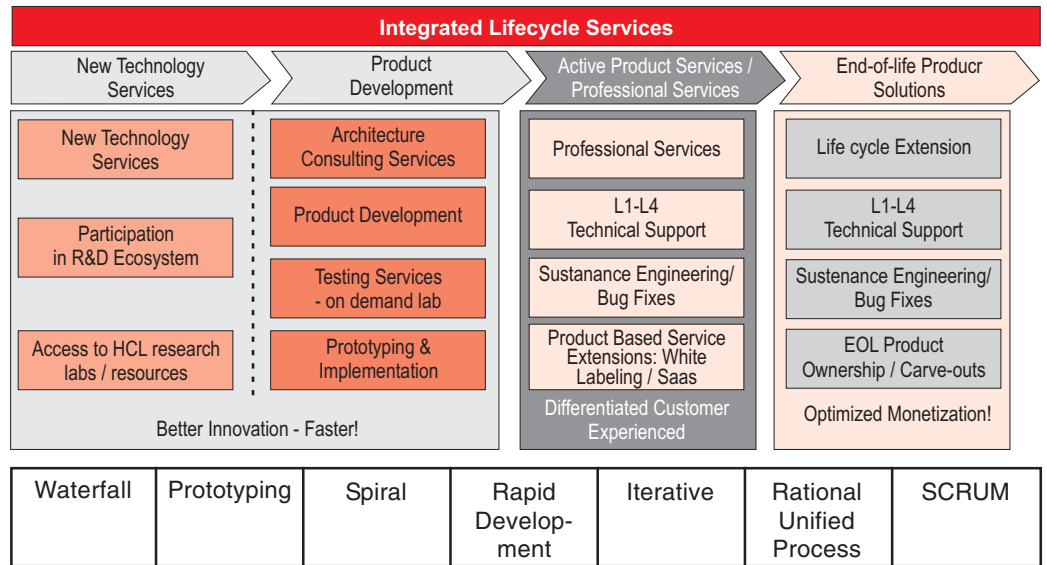 Integrated Lifecycle Services
New Technology
Services
Product
Development
Active Product Services /
Professional Services
End-of-life Producr
Solutions
New Technology
Services
Participation
in R&D Ecosystem
Access to HCL research
labs / resources
Architecture
Consulting Services
Product Development
Testing Services
- on demand lab
Prototyping &
Implementation
Better Innovation - Faster!
Professional Services
L1-L4
Technical Support
Sustanance Engineering/
Bug Fixes
Product Based Service
Extensions: White
Labeling / Saas
Differentiated Customer
Experienced
Life cycle Extension
L1-L4
Technical Support
Sustenance Engineering/
Bug Fixes
EOL Product
Ownership / Carve-outs
Optimized Monetization!
Waterfall
Prototyping
Spiral
Rapid
Develop-
ment
Iterative
Rational
Unified
Process
SCRUM